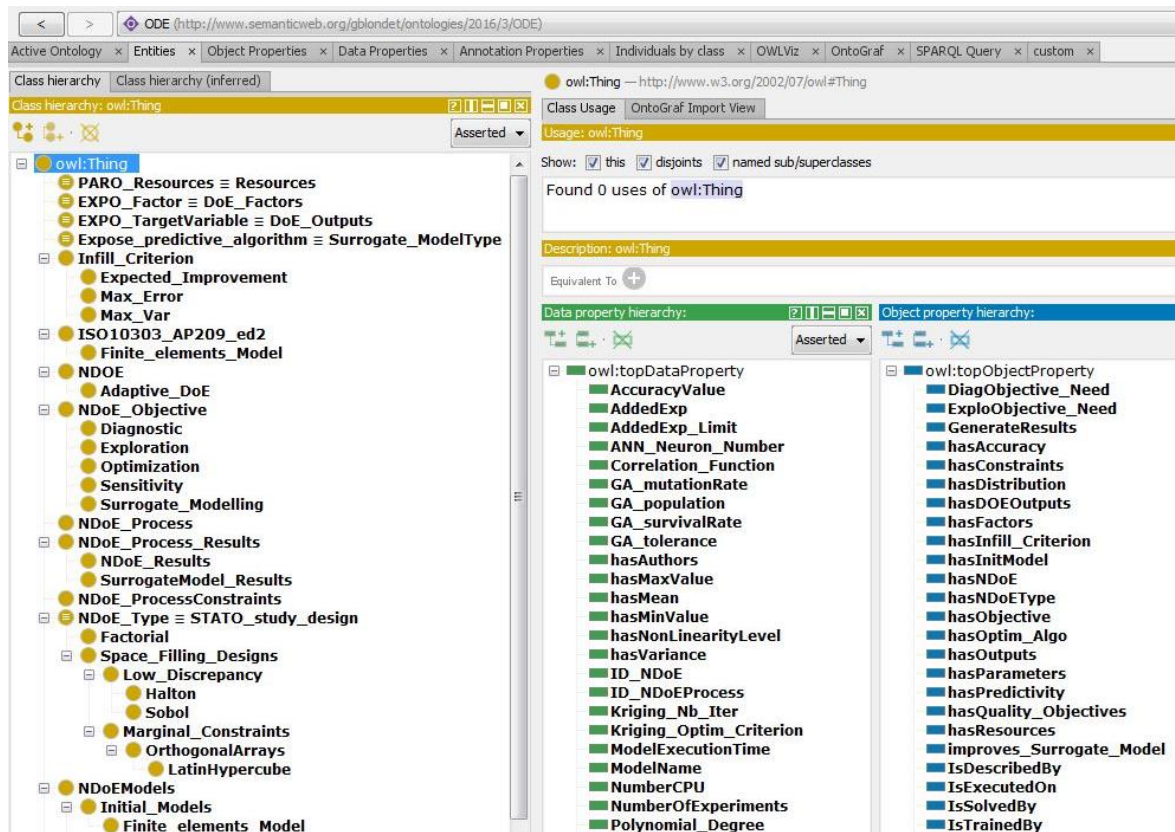 < > ODE (http://www.semanticweb.org/gblondet/ontologies/2016/3/ODE)
Active Ontology × Entities × Object Properties × Data Properties × Annotation Properties × Individuals by class × OWLViz × OntoGraf × SPARQL Query × custom ×
Class hierarchy Class hierarchy (inferred)
Class hierarchy: owl:Thing
Asserted
owl:Thing
PARO_Resources ≡ Resources
EXPO_Factor ≡ DoE_Factors
EXPO_TargetVariable ≡ DoE_Outputs
Expose_predictive_algorithm ≡ Surrogate_ModelType
Infill_Criterion
Expected_Improvement
Max_Error
Max_Var
ISO10303_AP209_ed2
Finite_elements_Model
NDOE
Adaptive_DoE
NDoE_Objective
Diagnostic
Exploration
Optimization
Sensitivity
Surrogate_Modelling
NDoE_Process
NDoE_Process_Results
NDoE_Results
SurrogateModel_Results
NDoE_ProcessConstraints
NDoE_Type ≡ STATO_study_design
Factorial
Space_Filling_Designs
Low_Discrepancy
Halton
Sobol
Marginal_Constraints
OrthogonalArrays
LatinHypercube
NDoEModels
Initial_Models
Finite_elements_Model
owl:Thing — http://www.w3.org/2002/07/owl#Thing
Class Usage OntoGraf Import View
Usage: owl:Thing
Show: this disjoints named sub/superclasses
Found 0 uses of owl:Thing
Description: owl:Thing
Equivalent To
Data property hierarchy:
Asserted
owl:topDataProperty
AccuracyValue
AddedExp
AddedExp_Limit
ANN_Neuron_Number
Correlation_Function
GA_mutationRate
GA_population
GA_survivalRate
GA_tolerance
hasAuthors
hasMaxValue
hasMean
hasMinValue
hasNonLinearityLevel
hasVariance
ID_NDoE
ID_NDoEProcess
Kriging_Nb_Iter
Kriging_Optim_Criterion
ModelExecutionTime
ModelName
NumberCPU
NumberOfExperiments
Polynomial_Degree
Object property hierarchy:
owl:topObjectProperty
DiagObjective_Need
ExploObjective_Need
GenerateResults
hasAccuracy
hasConstraints
hasDistribution
hasDOEOutputs
hasFactors
hasInfill_Criterion
hasInitModel
hasNDoE
hasNDoEType
hasObjective
hasOptim_Algo
hasOutputs
hasParameters
hasPredictivity
hasQuality_Objectives
hasResources
improves_Surrogate_Model
IsDescribedBy
IsExecutedOn
IsSolvedBy
IsTrainedBy